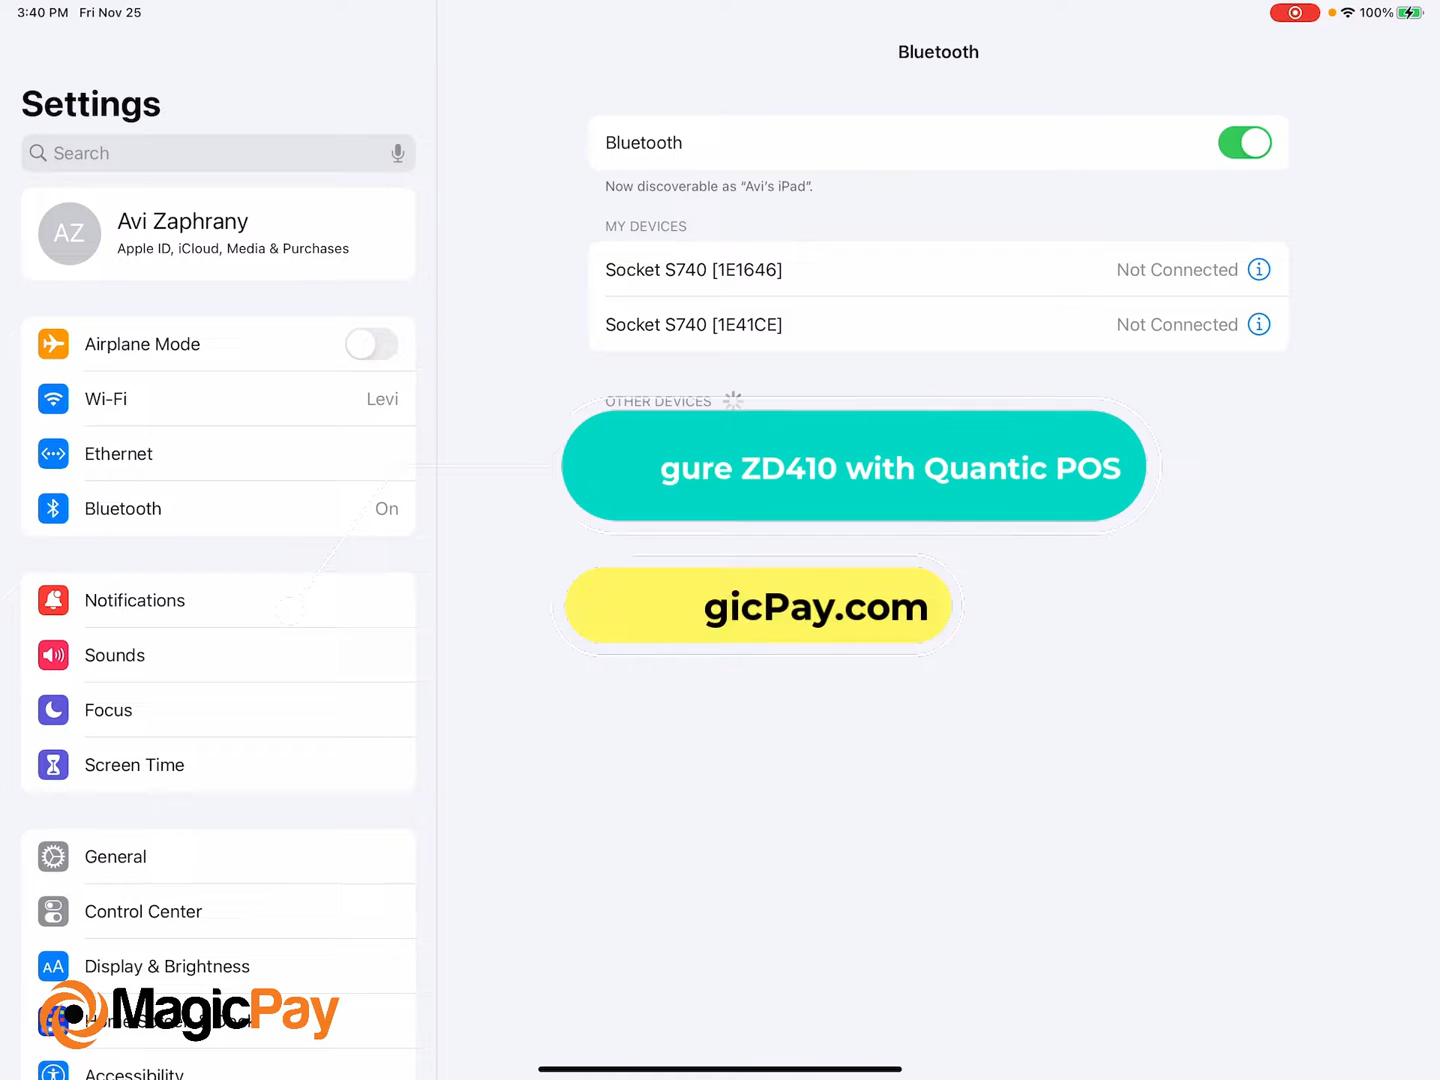 3:40 PM Fri Nov 25
100%
Settings
Search
AZ
Avi Zaphrany
Apple ID, iCloud, Media & Purchases
Airplane Mode
Wi-Fi Levi
Ethernet
Bluetooth On
Notifications
Sounds
Focus
Screen Time
General
Control Center
AA Display & Brightness
MagicPay
Accessibility
Bluetooth
Bluetooth
Now discoverable as “Avi’s iPad”.
MY DEVICES
Socket S740 [1E1646] Not Connected
Socket S740 [1E41CE] Not Connected
OTHER DEVICES
gure ZD410 with Quantic POS
gicPay.com